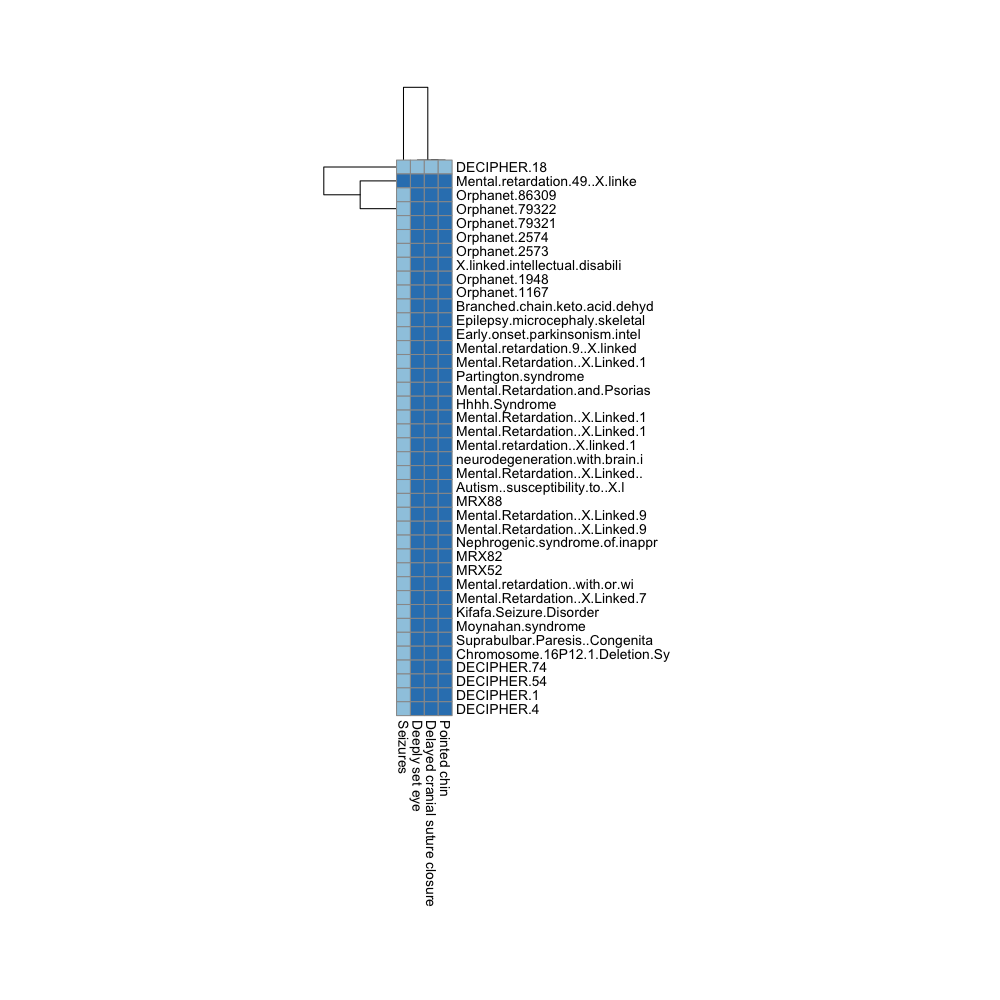 DECIPHER.18
Mental.retardation.49..X.linke
Orphanet.86309
Orphanet.79322
Orphanet.79321
Orphanet.2574
Orphanet.2573
X.linked.intellectual.disabili
Orphanet.1948
Orphanet.1167
Branched.chain.keto.acid.dehyd
Epilepsy.microcephaly.skeletal
Early.onset.parkinsonism.intel
Mental.retardation.9..X.linked
Mental.Retardation..X.Linked.1
Partington.syndrome
Mental.Retardation.and.Psorias
Hhhh.Syndrome
Mental.Retardation..X.Linked.1
Mental.Retardation..X.Linked.1
Mental.retardation..X.linked.1
neurodegeneration.with.brain.i
Mental.Retardation..X.Linked..
Autism..susceptibility.to..X.l
MRX88
Mental.Retardation..X.Linked.9
Mental.Retardation..X.Linked.9
Nephrogenic.syndrome.of.inappr
MRX82
MRX52
Mental.retardation..with.or.wi
Mental.Retardation..X.Linked.7
Kifafa.Seizure.Disorder
Moynahan.syndrome
Suprabulbar.Paresis..Congenita
Chromosome.16P12.1.Deletion.Sy
DECIPHER.74
DECIPHER.54
DECIPHER.1
DECIPHER.4
Seizures
Deeply set eye
Delayed cranial suture closure
Pointed chin